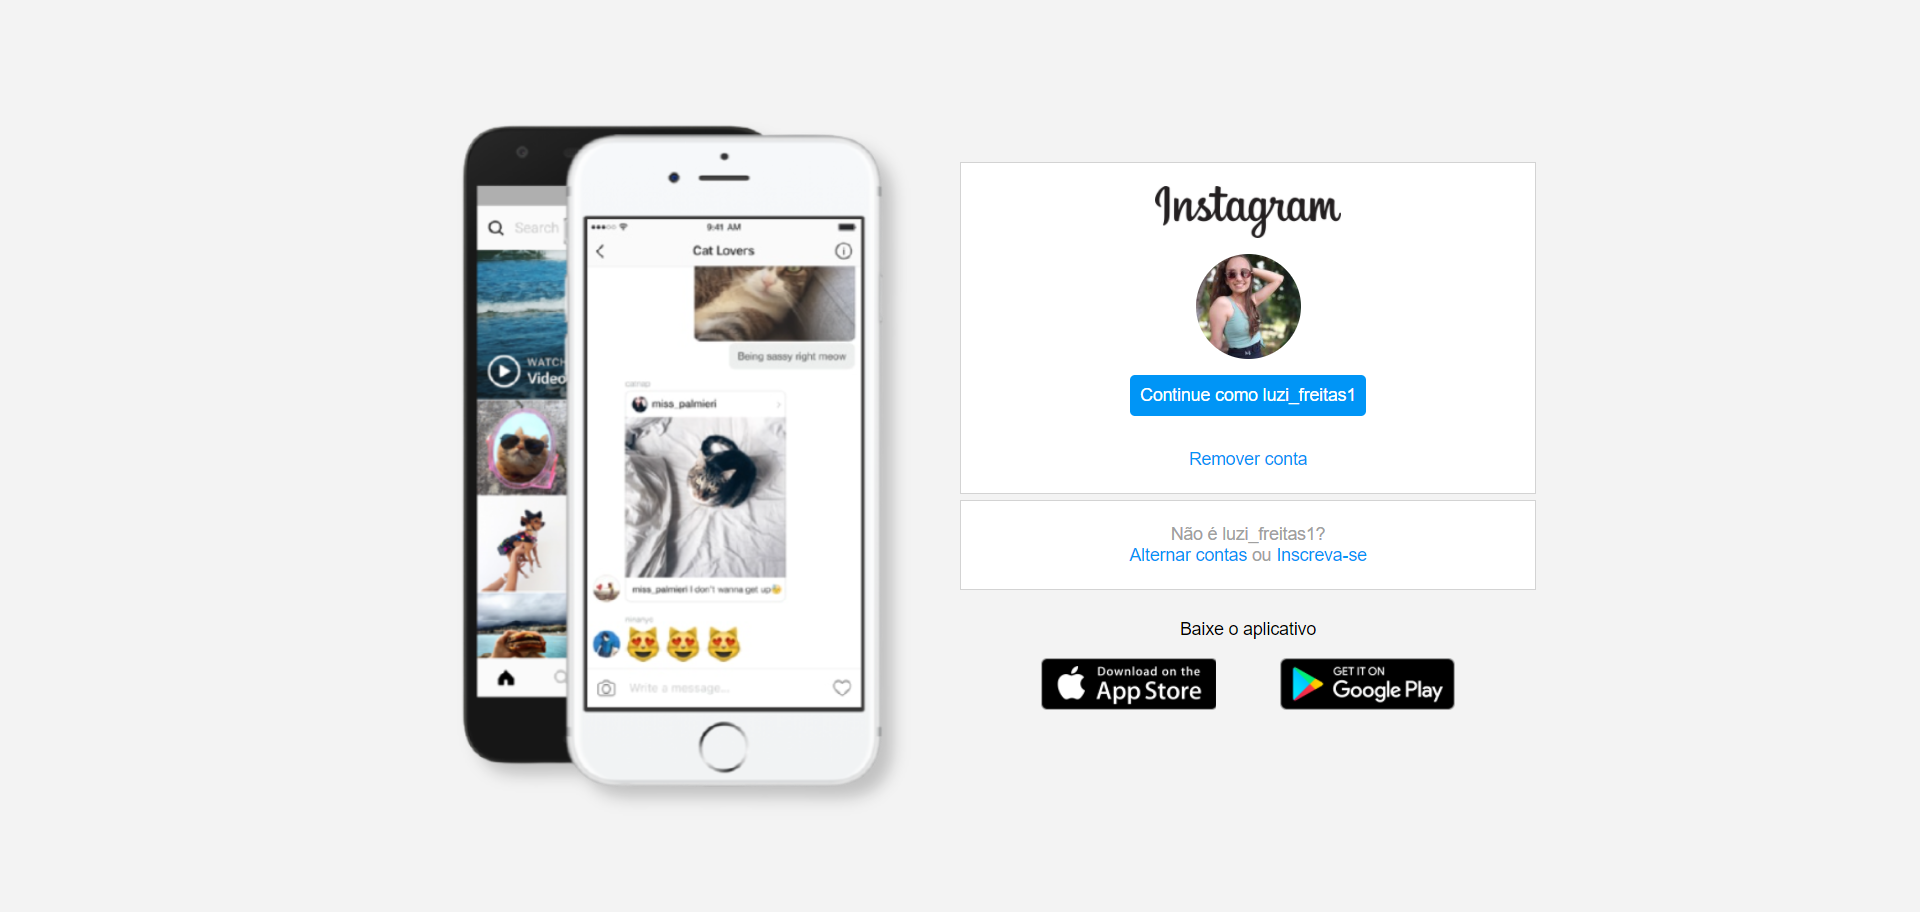 Search
WATCH
Video
9:41 AM
Cat Lovers
Being sassy right meow
catnap
miss_palmieri
miss_palmieri I don't wanna get up
Write a message...
Instagram
Continue como luzi_freitas1
Remover conta
Não é luzi_freitas1?
Alternar contas ou Inscreva-se
Baixe o aplicativo
Download on the
App Store
GET IT ON
Google Play